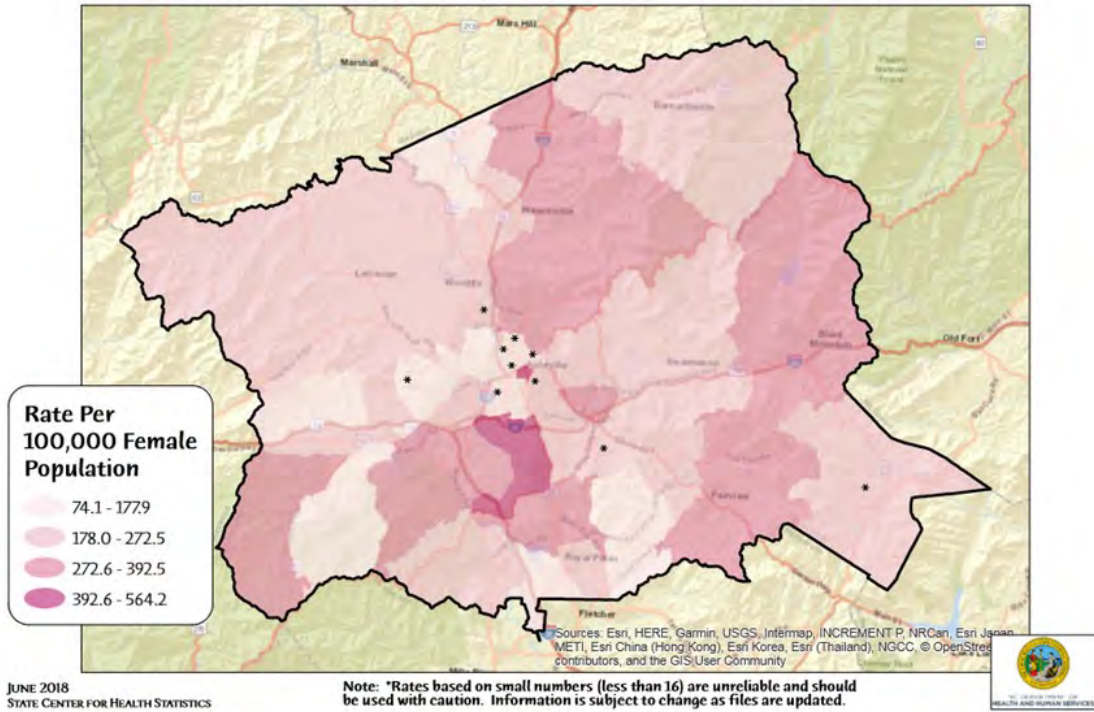 Mars Hill
Marshall
Barnardsville
Weaverville
Leicester
Woodfin
Asheville
Swannanoa
Black
Mountain
Old Fort
Fairview
Royal Pines
Fletcher
Rate Per
100,000 Female
Population
74.1 - 177.9
178.0 - 272.5
272.6 - 392.5
392.6 - 564.2
Sources: Esri, HERE, Garmin, USGS, Intermap, INCREMENT P, NRCan, Esri Japan,
METI, Esri China (Hong Kong), Esri Korea, Esri (Thailand), NGCC, © OpenStree
contributors, and the GIS User Community
JUNE 2018
STATE CENTER FOR HEALTH STATISTICS
Note: *Rates based on small numbers (less than 16) are unreliable and should
be used with caution. Information is subject to change as files are updated.
NC DEPARTMENT OF
HEALTH AND HUMAN SERVICES